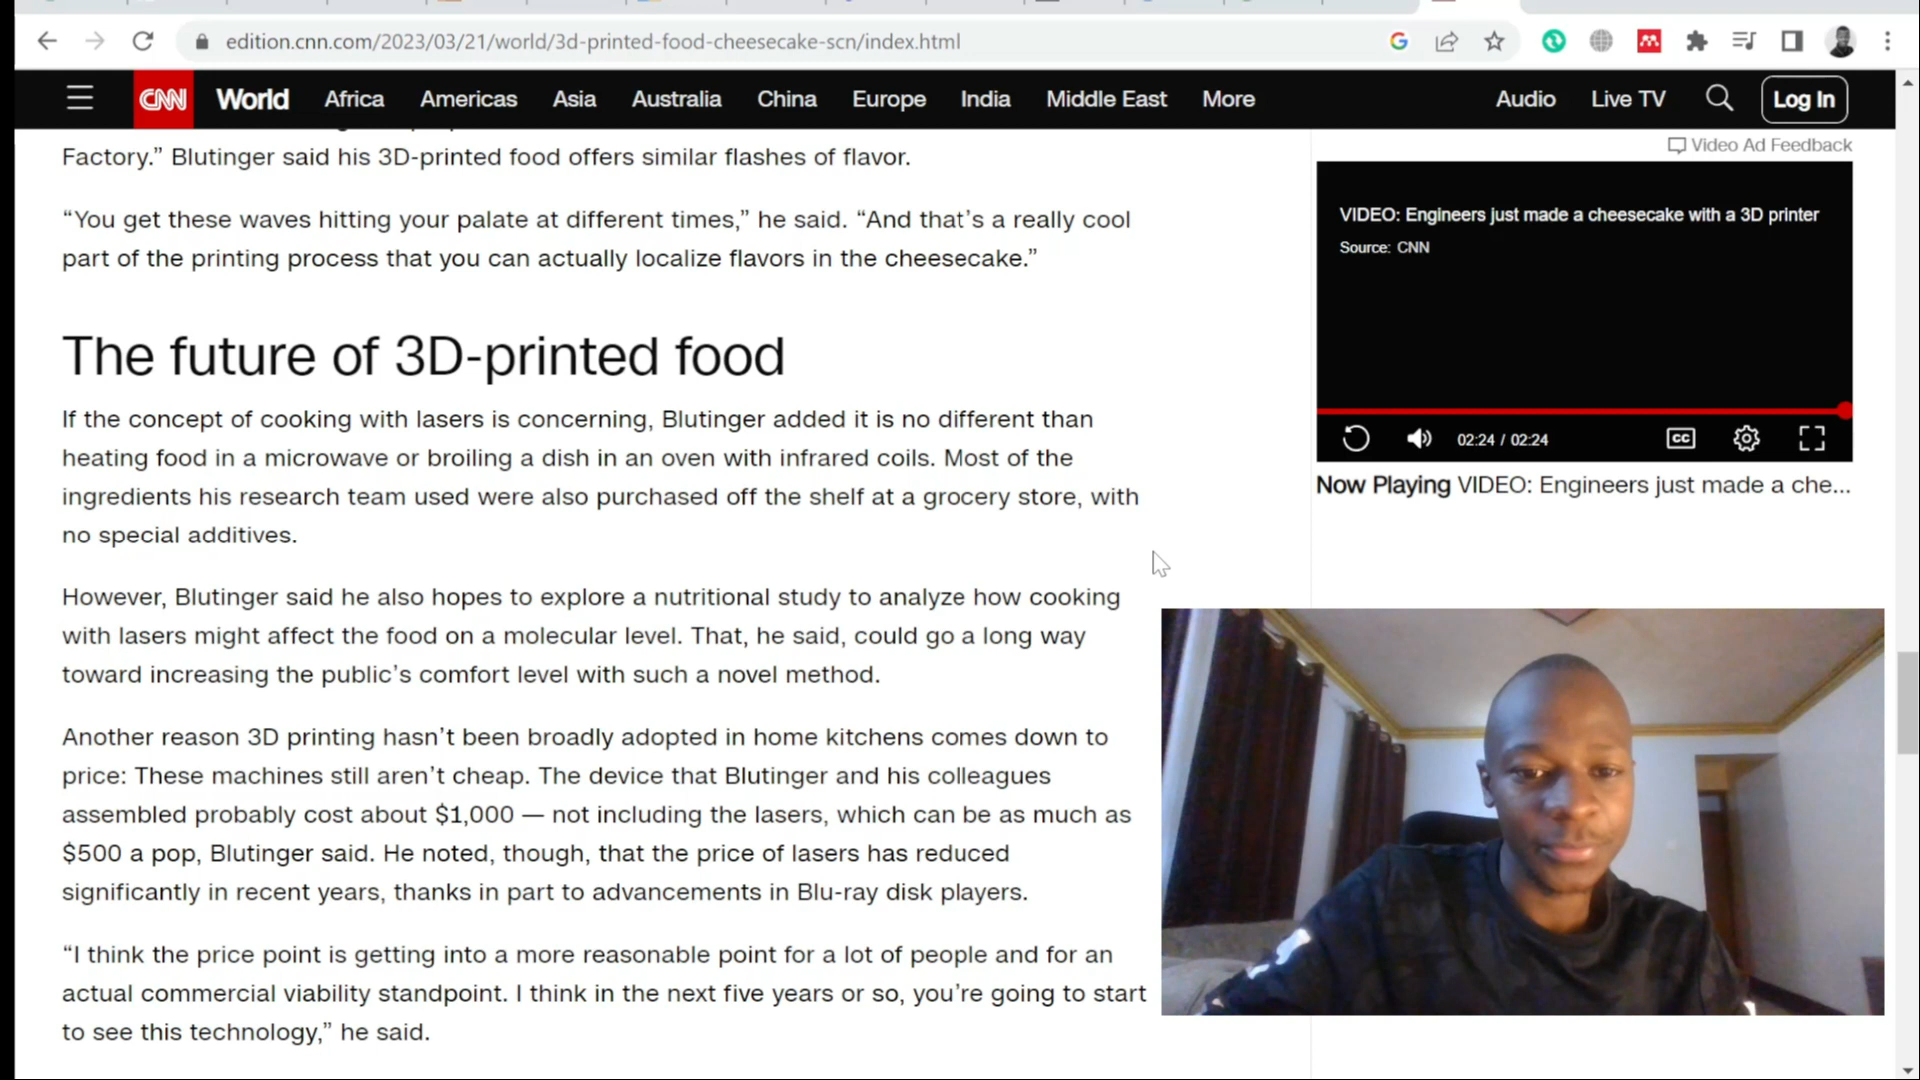 edition.cnn.com/2023/03/21/world/3d-printed-food-cheesecake-scn/index.html
CNN World Africa Americas Asia Australia China Europe India Middle East More Audio Live TV Log In
Factory.” Blutinger said his 3D-printed food offers similar flashes of flavor.
“You get these waves hitting your palate at different times,” he said. “And that’s a really cool
part of the printing process that you can actually localize flavors in the cheesecake.”
The future of 3D-printed food
If the concept of cooking with lasers is concerning, Blutinger added it is no different than
heating food in a microwave or broiling a dish in an oven with infrared coils. Most of the
ingredients his research team used were also purchased off the shelf at a grocery store, with
no special additives.
However, Blutinger said he also hopes to explore a nutritional study to analyze how cooking
with lasers might affect the food on a molecular level. That, he said, could go a long way
toward increasing the public’s comfort level with such a novel method.
Another reason 3D printing hasn’t been broadly adopted in home kitchens comes down to
price: These machines still aren’t cheap. The device that Blutinger and his colleagues
assembled probably cost about $1,000 — not including the lasers, which can be as much as
$500 a pop, Blutinger said. He noted, though, that the price of lasers has reduced
significantly in recent years, thanks in part to advancements in Blu-ray disk players.
“I think the price point is getting into a more reasonable point for a lot of people and for an
actual commercial viability standpoint. I think in the next five years or so, you’re going to start
to see this technology,” he said.
Video Ad Feedback
VIDEO: Engineers just made a cheesecake with a 3D printer
Source: CNN
02:24 / 02:24
CC
Now Playing VIDEO: Engineers just made a che...